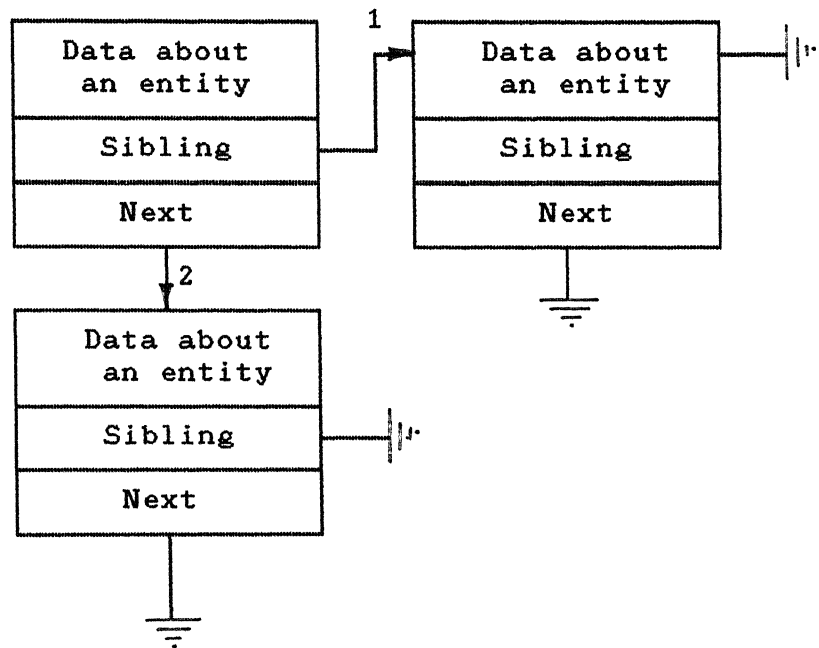 1
Data about
an entity
Sibling
Next
Data about
an entity
Sibling
Next
2
Data about
an entity
Sibling
Next